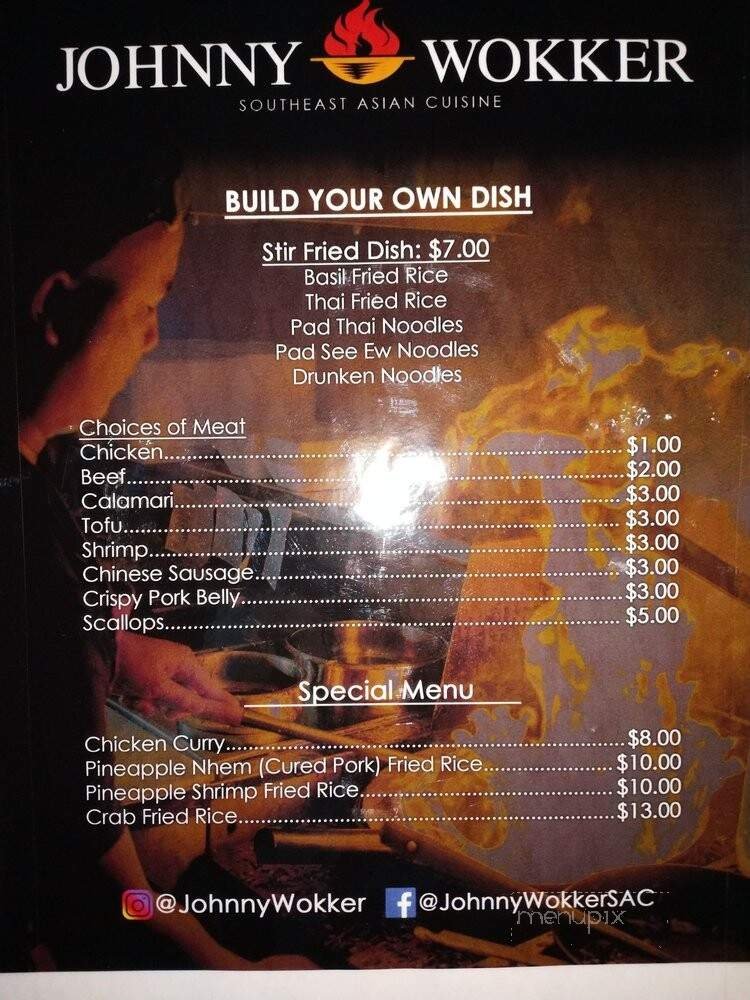 JOHNNY WOKKER
SOUTHEAST ASIAN CUISINE
BUILD YOUR OWN DISH
Stir Fried Dish: $7.00
Basil Fried Rice
Thai Fried Rice
Pad Thai Noodles
Pad See Ew Noodles
Drunken Noodles
Choices of Meat
Chicken........................................................................$1.00
Beef..............................................................................$2.00
Calamari......................................................................$3.00
Tofu..............................................................................$3.00
Shrimp.........................................................................$3.00
Chinese Sausage.........................................................$3.00
Crispy Pork Belly...........................................................$3.00
Scallops.......................................................................$5.00
Special Menu
Chicken Curry..............................................................$8.00
Pineapple Nhem (Cured Pork) Fried Rice....................$10.00
Pineapple Shrimp Fried Rice.......................................$10.00
Crab Fried Rice...........................................................$13.00
@JohnnyWokker @JohnnyWokkerSAC
menupix